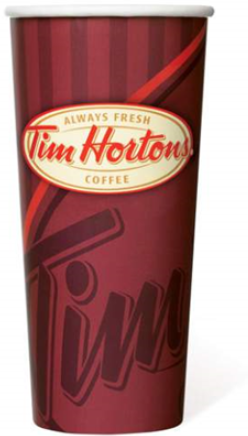 ALWAYS FRESH
Tim Hortons.
COFFEE
Tim